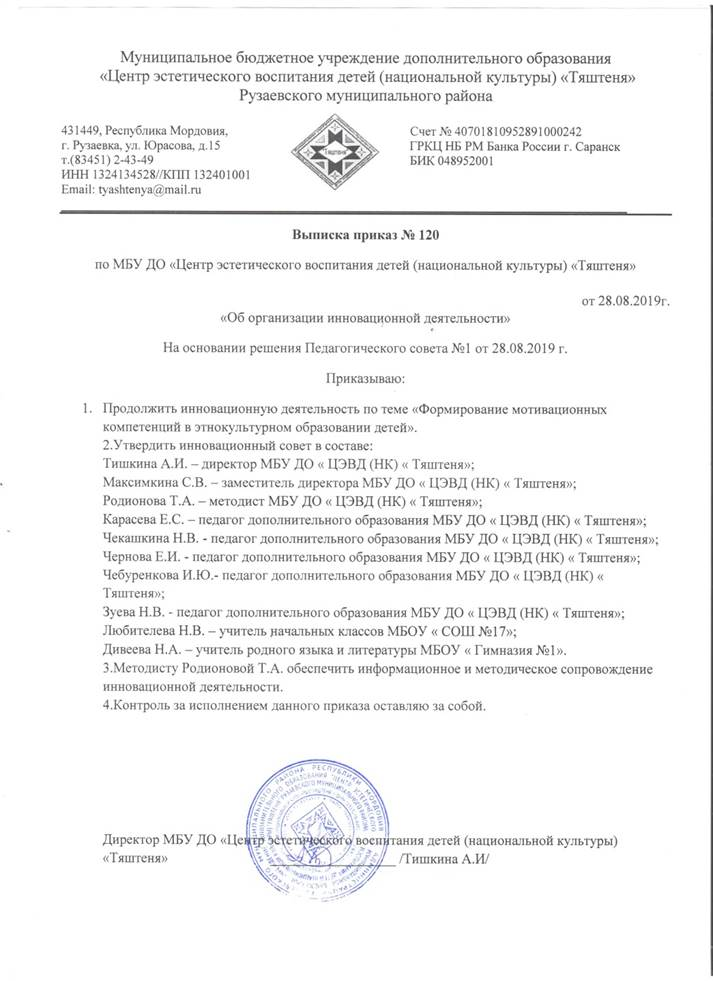 Муниципальное бюджетное учреждение дополнительного образования
«Центр эстетического воспитания детей (национальной культуры) «Тяштеня»
Рузаевского муниципального района
431449, Республика Мордовия,
г. Рузаевка, ул. Юрасова, д.15
т.(83451) 2-43-49
ИНН 1324134528//КПП 132401001
Email: tyashtenya@mail.ru
"ТЯШТЕНЯ"
Счет № 40701810952891000242
ГРКЦ НБ РМ Банка России г. Саранск
БИК 048952001
Выписка приказ № 120
по МБУ ДО «Центр эстетического воспитания детей (национальной культуры) «Тяштеня»
от 28.08.2019г.
«Об организации инновационной деятельности»
На основании решения Педагогического совета №1 от 28.08.2019 г.
Приказываю:
1. Продолжить инновационную деятельность по теме «Формирование мотивационных
компетенций в этнокультурном образовании детей».
2.Утвердить инновационный совет в составе:
Тишкина А.И. – директор МБУ ДО « ЦЭВД (НК) « Тяштеня»;
Максимкина С.В. – заместитель директора МБУ ДО « ЦЭВД (НК) « Тяштеня»;
Родионова Т.А. – методист МБУ ДО « ЦЭВД (НК) « Тяштеня»;
Карасева Е.С. – педагог дополнительного образования МБУ ДО « ЦЭВД (НК) « Тяштеня»;
Чекашкина Н.В. - педагог дополнительного образования МБУ ДО « ЦЭВД (НК) « Тяштеня»;
Чернова Е.И. - педагог дополнительного образования МБУ ДО « ЦЭВД (НК) « Тяштеня»;
Чебуренкова И.Ю.- педагог дополнительного образования МБУ ДО « ЦЭВД (НК) «
Тяштеня»;
Зуева Н.В. - педагог дополнительного образования МБУ ДО « ЦЭВД (НК) « Тяштеня»;
Любителева Н.В. – учитель начальных классов МБОУ « СОШ №17»;
Дивеева Н.А. – учитель родного языка и литературы МБОУ « Гимназия №1».
3.Методисту Родионовой Т.А. обеспечить информационное и методическое сопровождение
инновационной деятельности.
4.Контроль за исполнением данного приказа оставляю за собой.
Директор МБУ ДО «Центр эстетического воспитания детей (национальной культуры)
«Тяштеня» /Тишкина А.И/